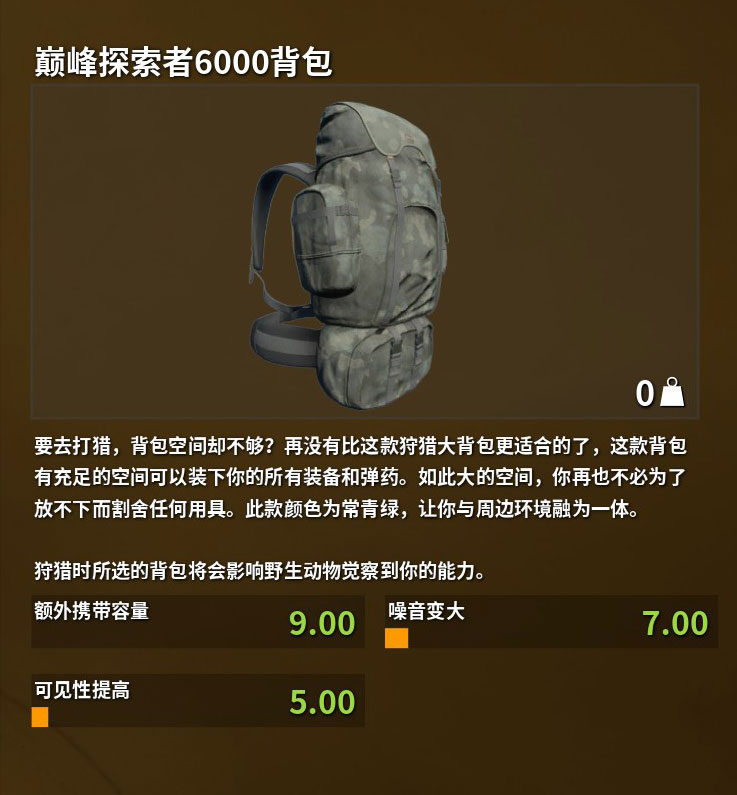 巅峰探索者6000背包
0
要去打猎，背包空间却不够？再没有比这款狩猎大背包更适合的了，这款背包
有充足的空间可以装下你的所有装备和弹药。如此大的空间，你再也不必为了
放不下而割舍任何用具。此款颜色为常青绿，让你与周边环境融为一体。
狩猎时所选的背包将会影响野生动物觉察到你的能力。
额外携带容量
9.00
噪音变大
7.00
可见性提高
5.00